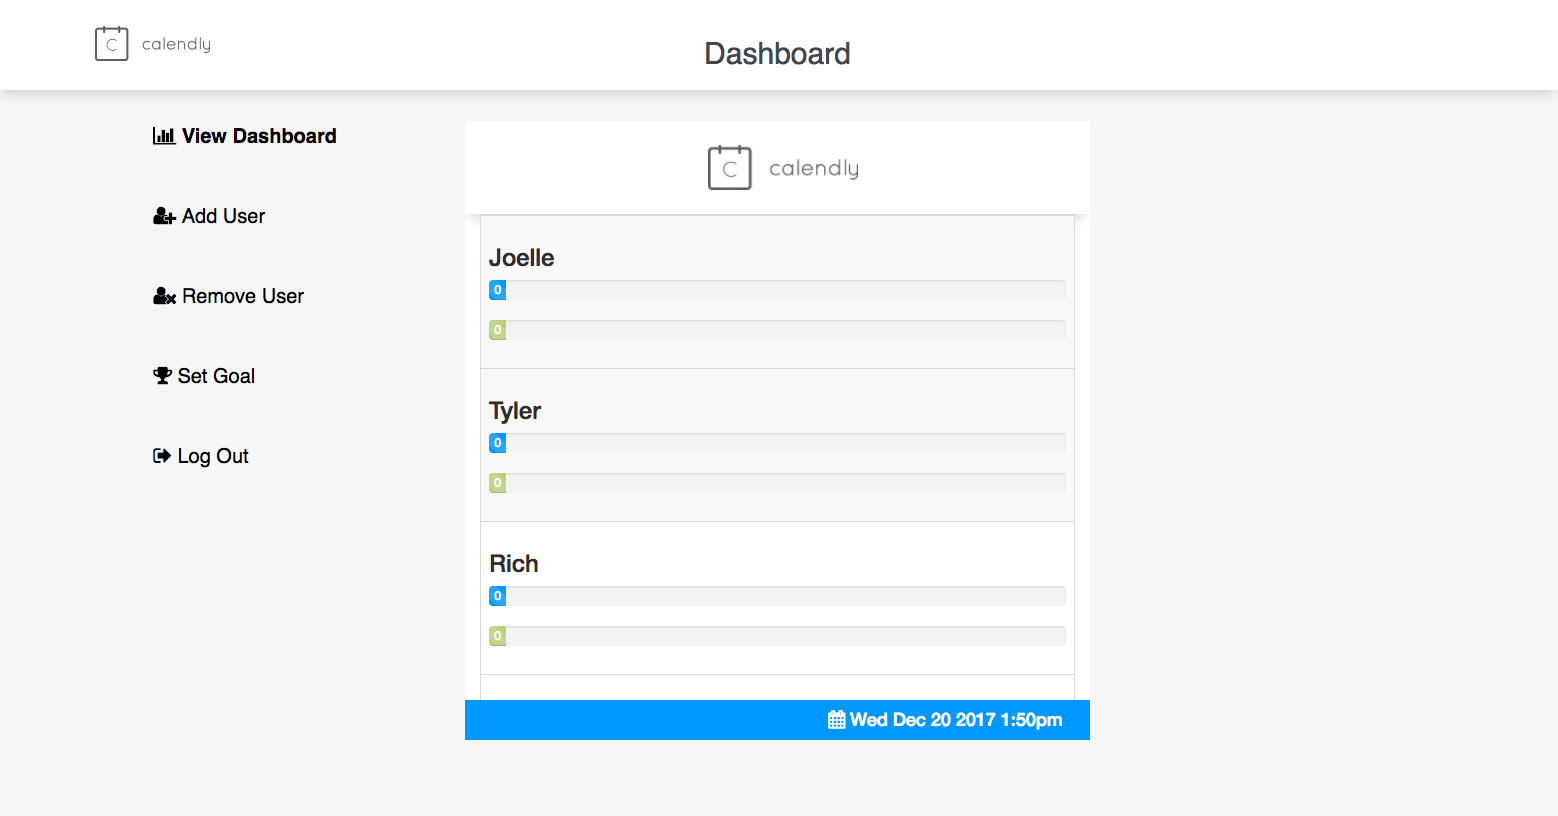 C calendly
Dashboard
View Dashboard
Add User
Remove User
Set Goal
Log Out
C calendly
Joelle
0
0
Tyler
0
0
Rich
0
0
Wed Dec 20 2017 1:50pm